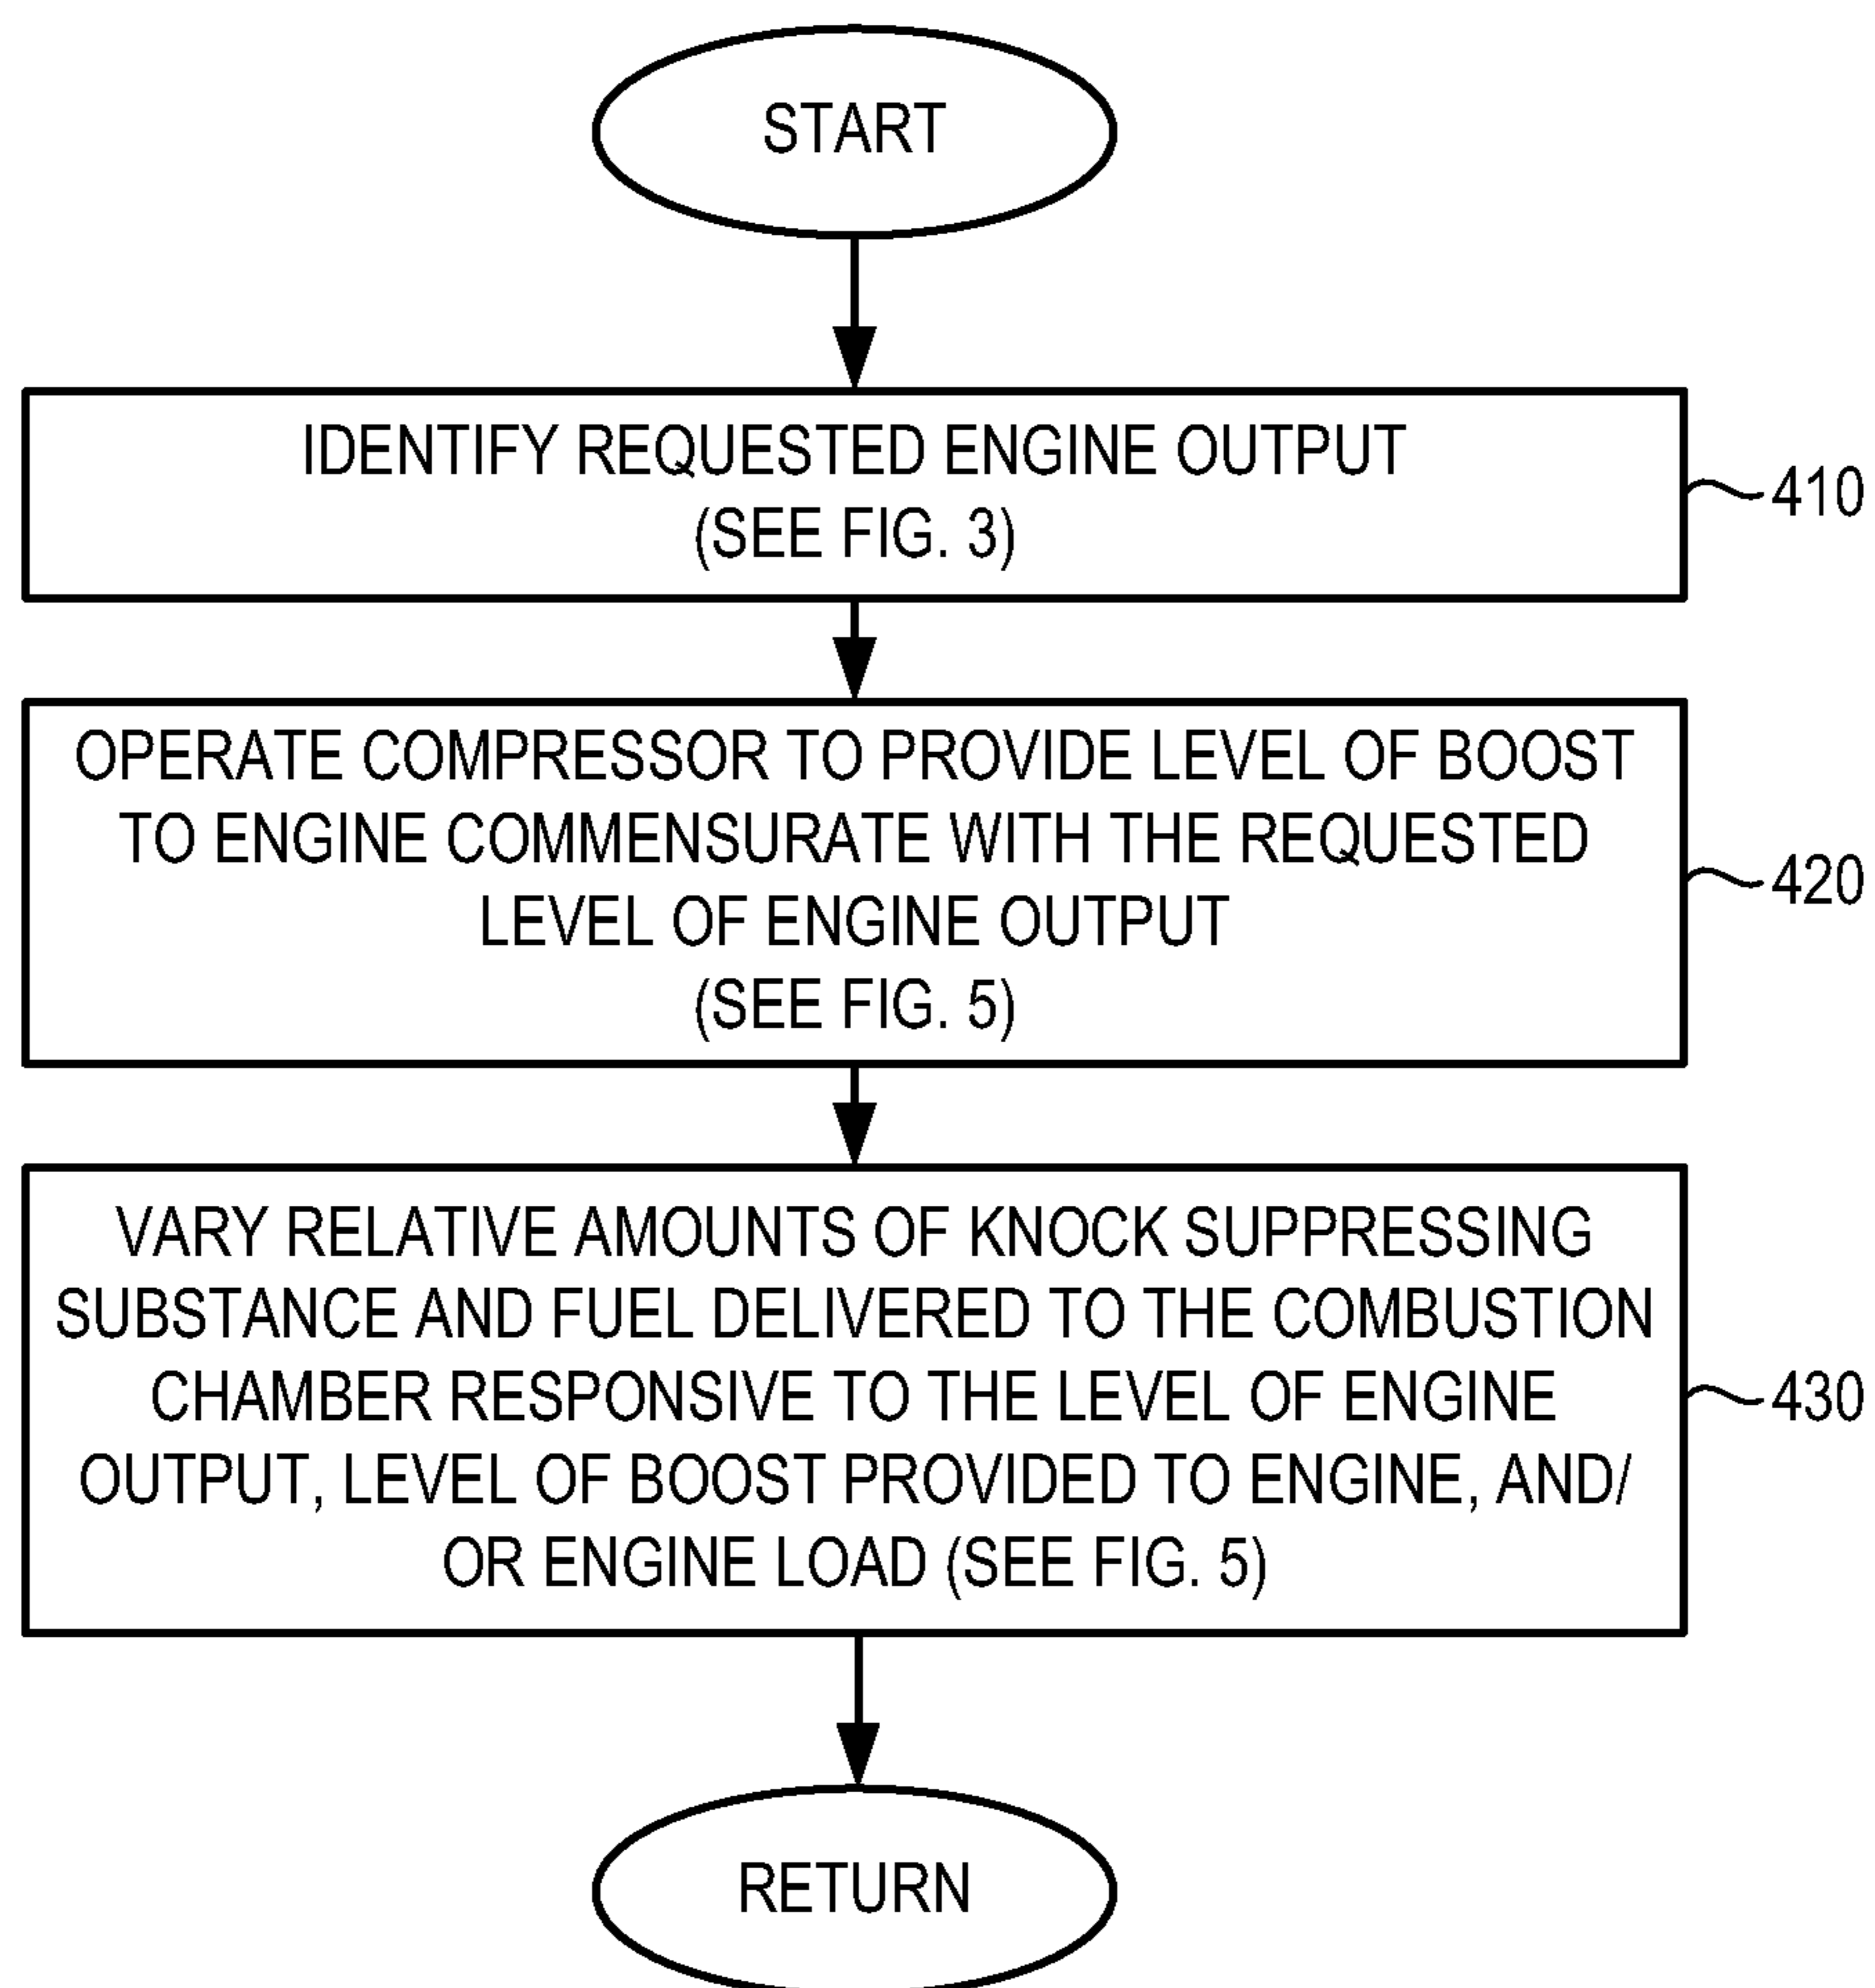 START
IDENTIFY REQUESTED ENGINE OUTPUT
(SEE FIG. 3)
410
OPERATE COMPRESSOR TO PROVIDE LEVEL OF BOOST
TO ENGINE COMMENSURATE WITH THE REQUESTED
LEVEL OF ENGINE OUTPUT
(SEE FIG. 5)
420
VARY RELATIVE AMOUNTS OF KNOCK SUPPRESSING
SUBSTANCE AND FUEL DELIVERED TO THE COMBUSTION
CHAMBER RESPONSIVE TO THE LEVEL OF ENGINE
OUTPUT, LEVEL OF BOOST PROVIDED TO ENGINE, AND/
OR ENGINE LOAD (SEE FIG. 5)
430
RETURN